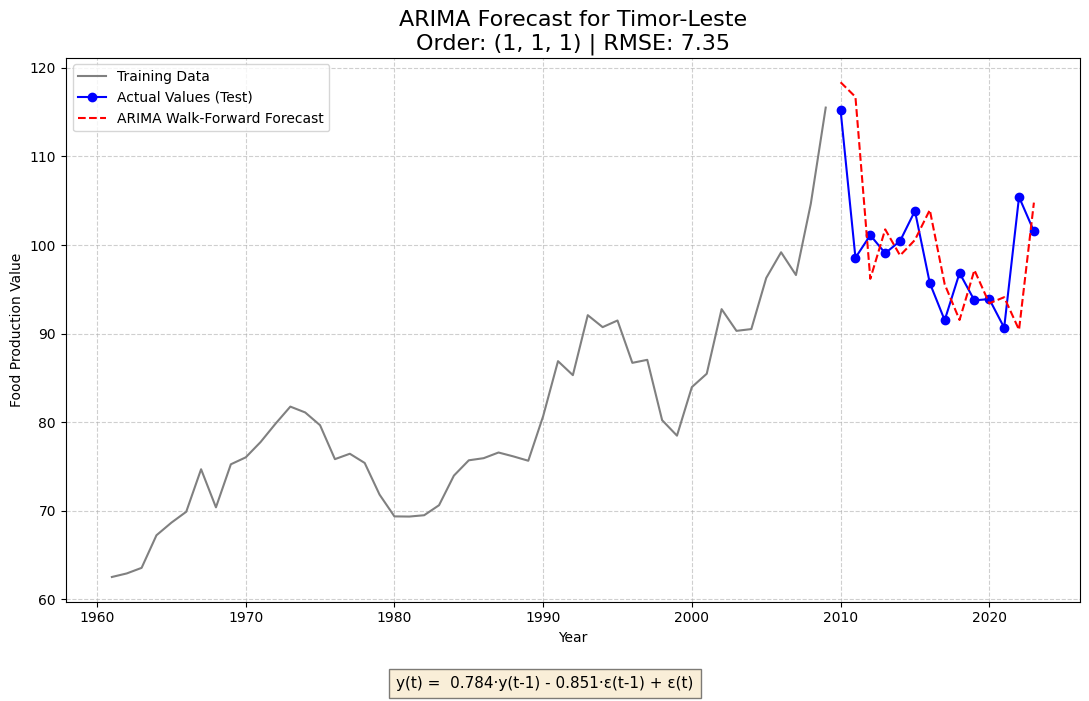 ARIMA Forecast for Timor-Leste
Order: (1, 1, 1) | RMSE: 7.35
Training Data
Actual Values (Test)
ARIMA Walk-Forward Forecast
Food Production Value
120
110
100
90
80
70
60
1960
1970
1980
1990
2000
2010
2020
Year
y(t) =  0.784·y(t-1) - 0.851·ε(t-1) + ε(t)